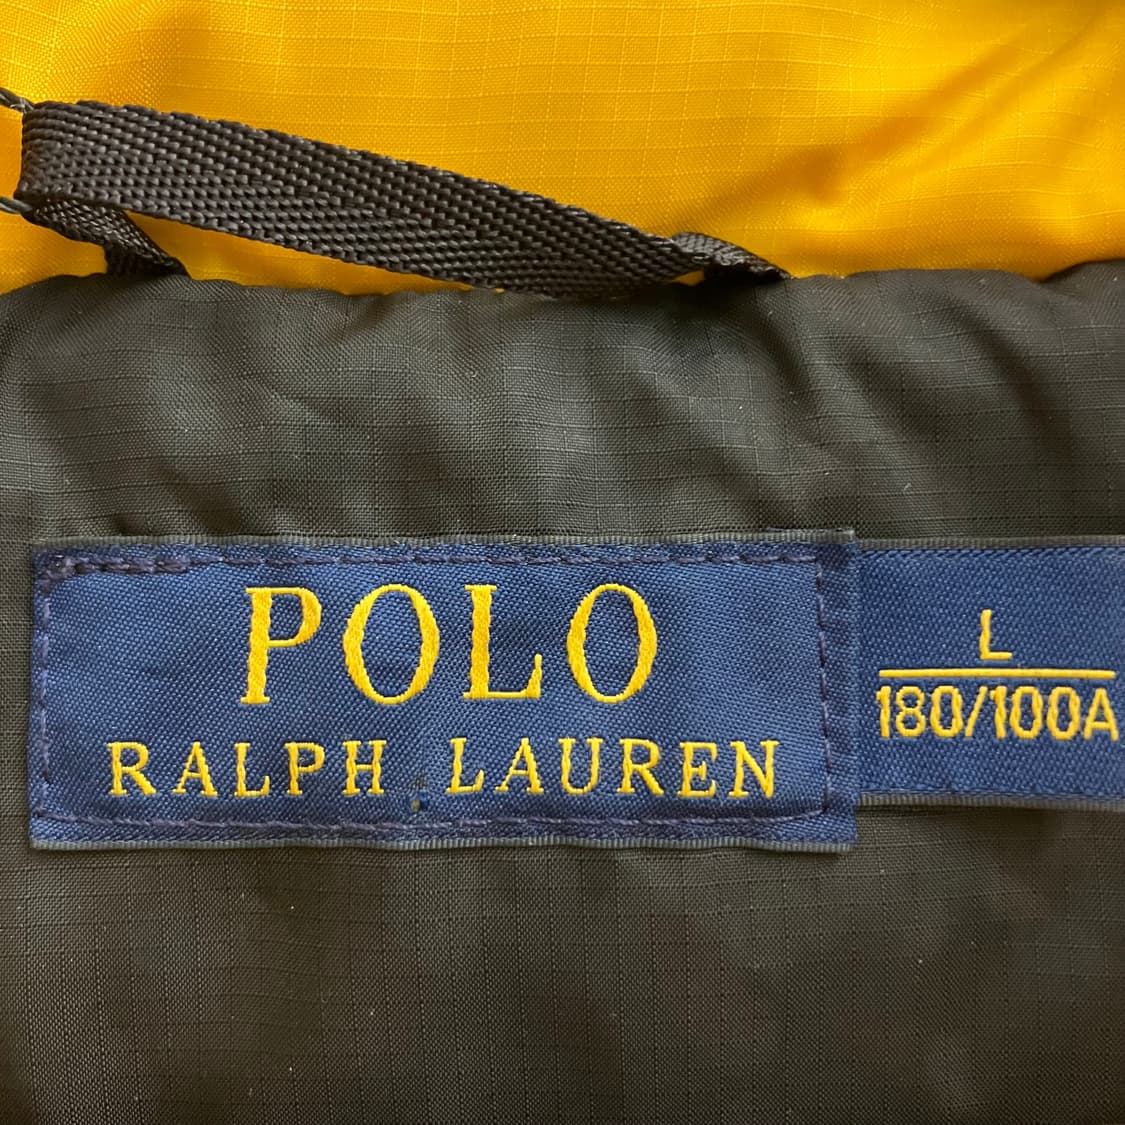 POLO
RALPH LAUREN
L
180/100A